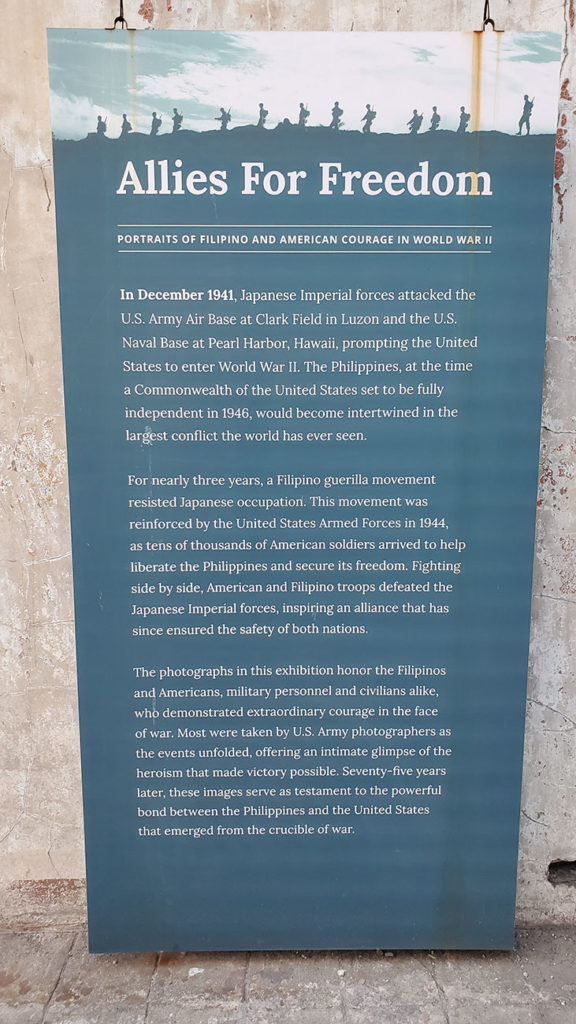 Allies For Freedom
PORTRAITS OF FILIPINO AND AMERICAN COURAGE IN WORLD WAR II
In December 1941, Japanese Imperial forces attacked the
U.S. Army Air Base at Clark Field in Luzon and the U.S.
Naval Base at Pearl Harbor, Hawaii, prompting the United
States to enter World War II. The Philippines, at the time
a Commonwealth of the United States set to be fully
independent in 1946, would become intertwined in the
largest conflict the world has ever seen.
For nearly three years, a Filipino guerilla movement
resisted Japanese occupation. This movement was
reinforced by the United States Armed Forces in 1944,
as tens of thousands of American soldiers arrived to help
liberate the Philippines and secure its freedom. Fighting
side by side, American and Filipino troops defeated the
Japanese Imperial forces, inspiring an alliance that has
since ensured the safety of both nations.
The photographs in this exhibition honor the Filipinos
and Americans, military personnel and civilians alike,
who demonstrated extraordinary courage in the face
of war. Most were taken by U.S. Army photographers as
the events unfolded, offering an intimate glimpse of the
heroism that made victory possible. Seventy-five years
later, these images serve as testament to the powerful
bond between the Philippines and the United States
that emerged from the crucible of war.